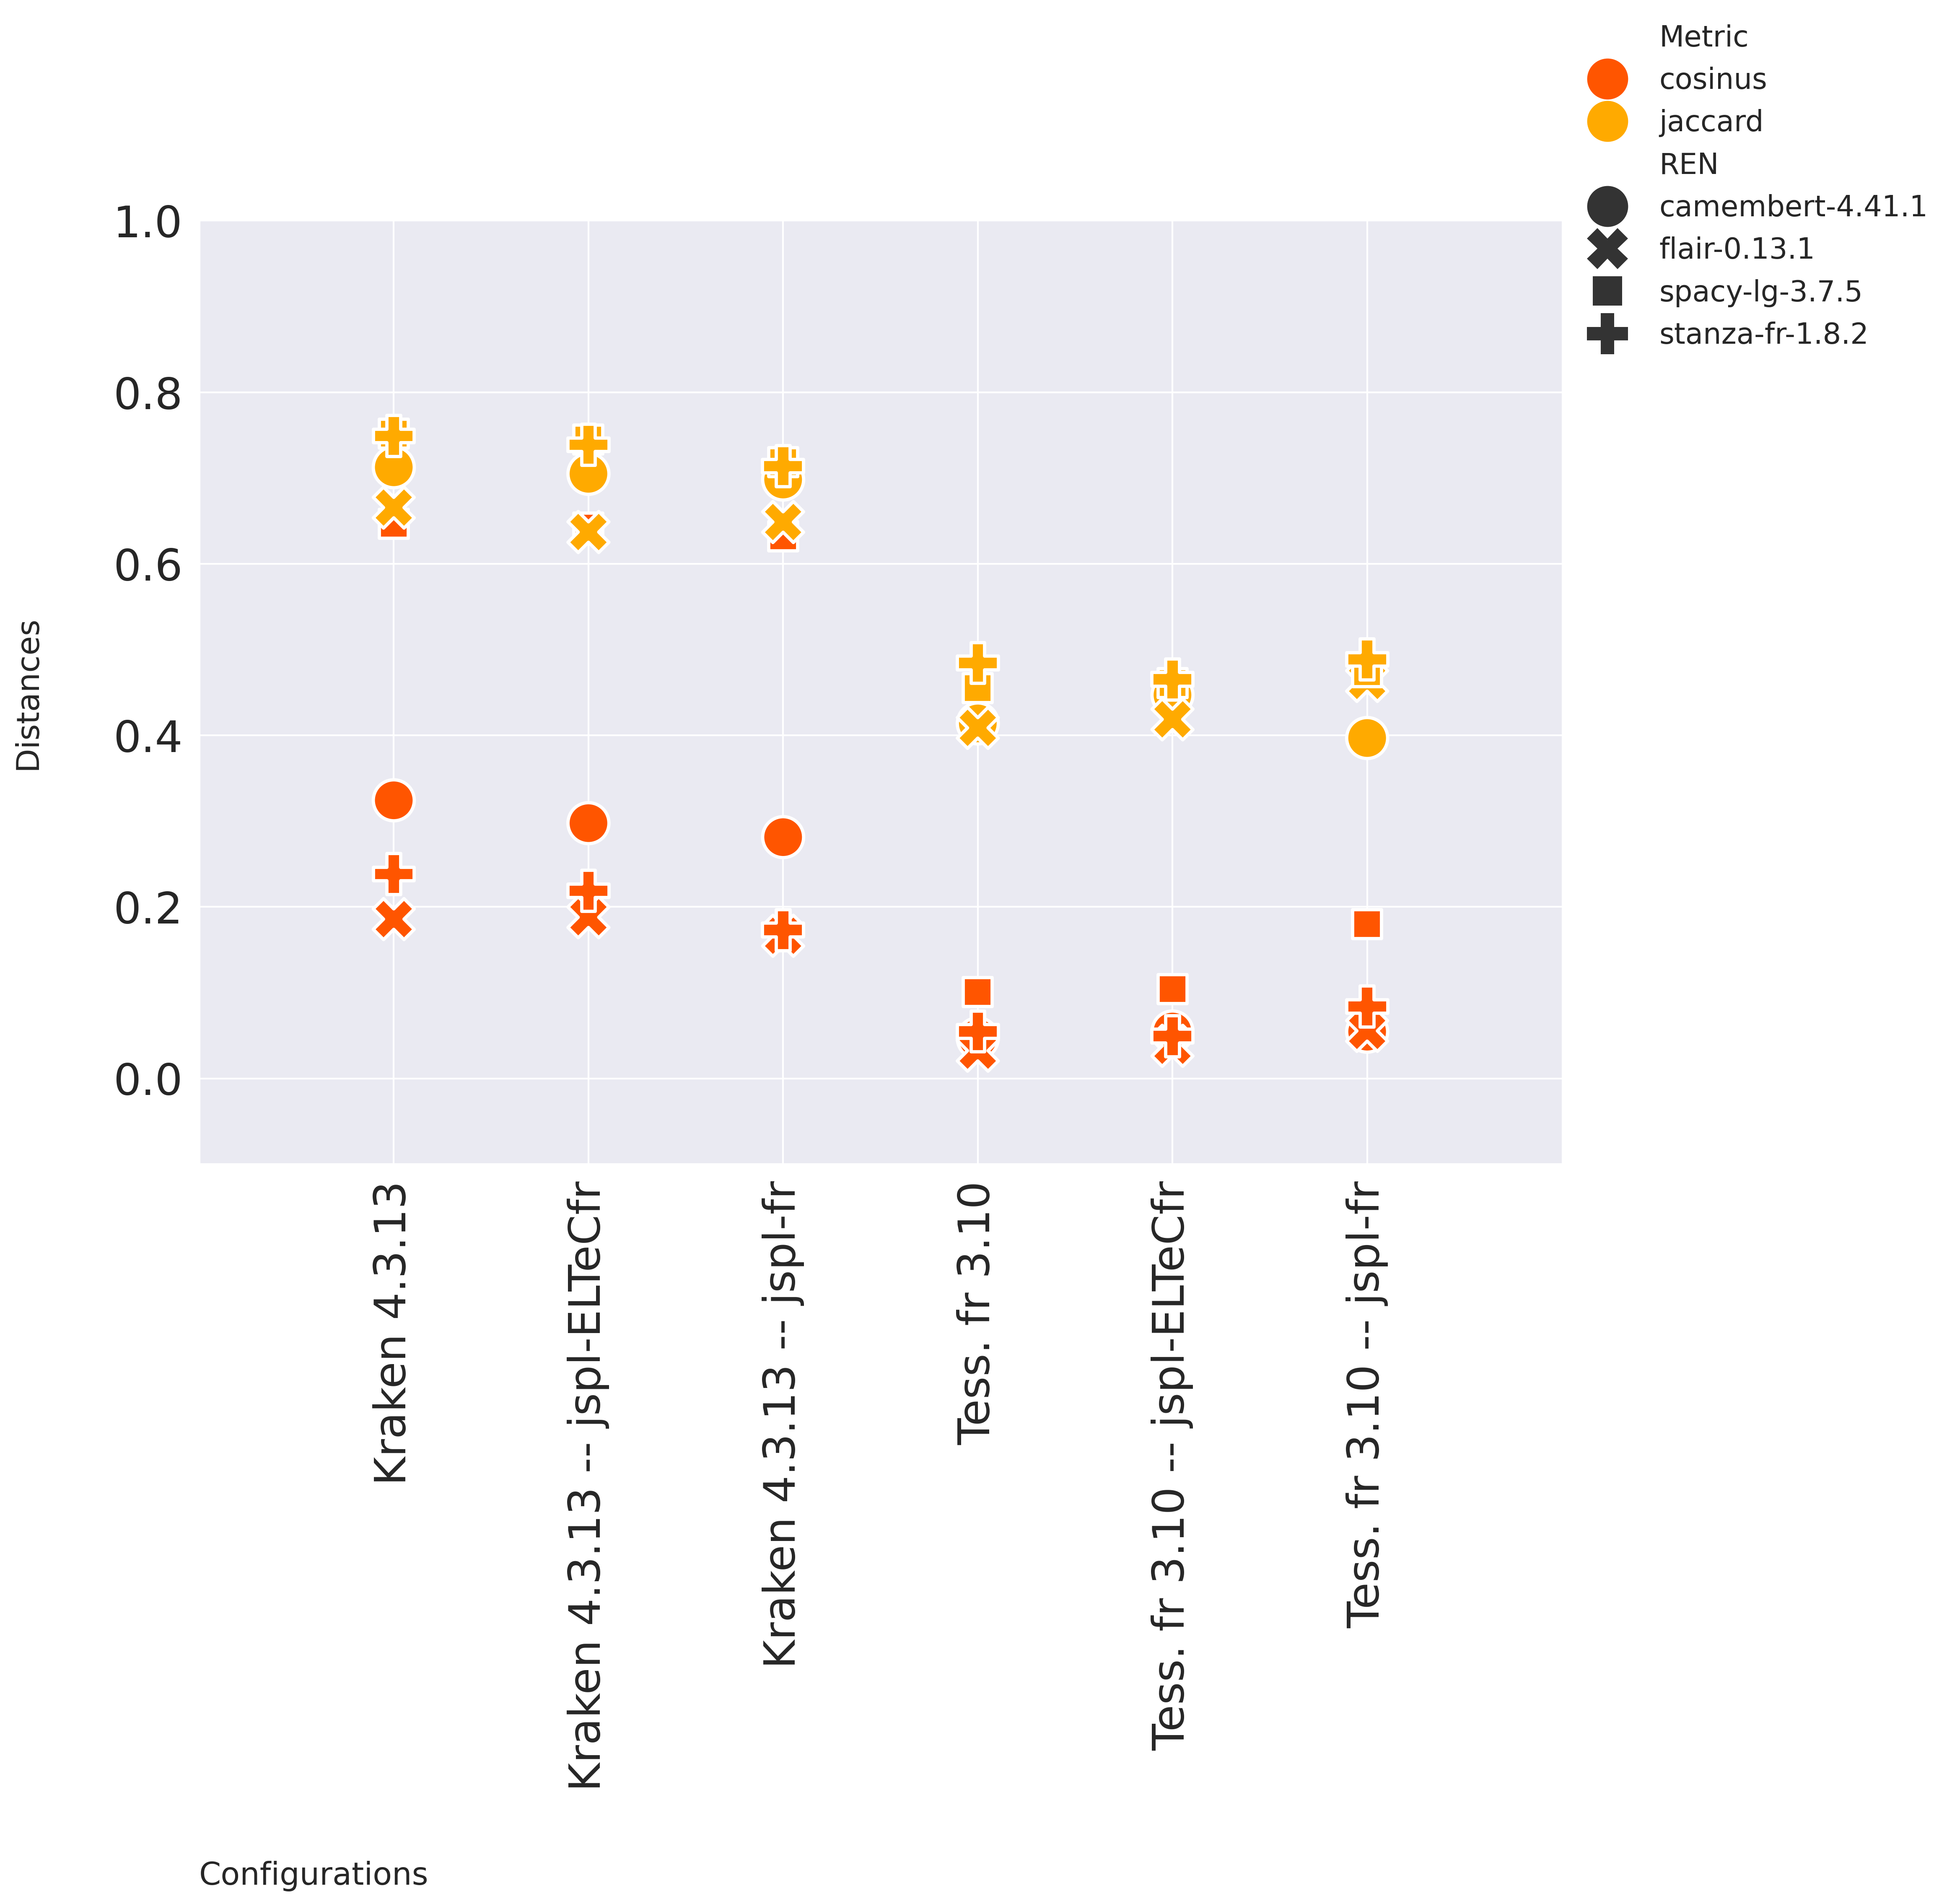 Metric
cosinus
jaccard
REN
camembert-4.41.1
flair-0.13.1
spacy-lg-3.7.5
stanza-fr-1.8.2
1.0
0.8
0.6
0.4
0.2
0.0
Distances
Kraken 4.3.13
Kraken 4.3.13 -- jspl-ELTeCfr
Kraken 4.3.13 -- jspl-fr
Tess. fr 3.10
Tess. fr 3.10 -- jspl-ELTeCfr
Tess. fr 3.10 -- jspl-fr
Configurations